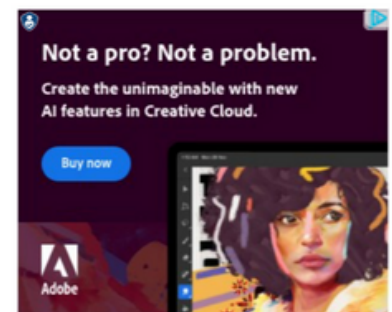 Not a pro? Not a problem.
Create the unimaginable with new
AI features in Creative Cloud.
Buy now
Adobe